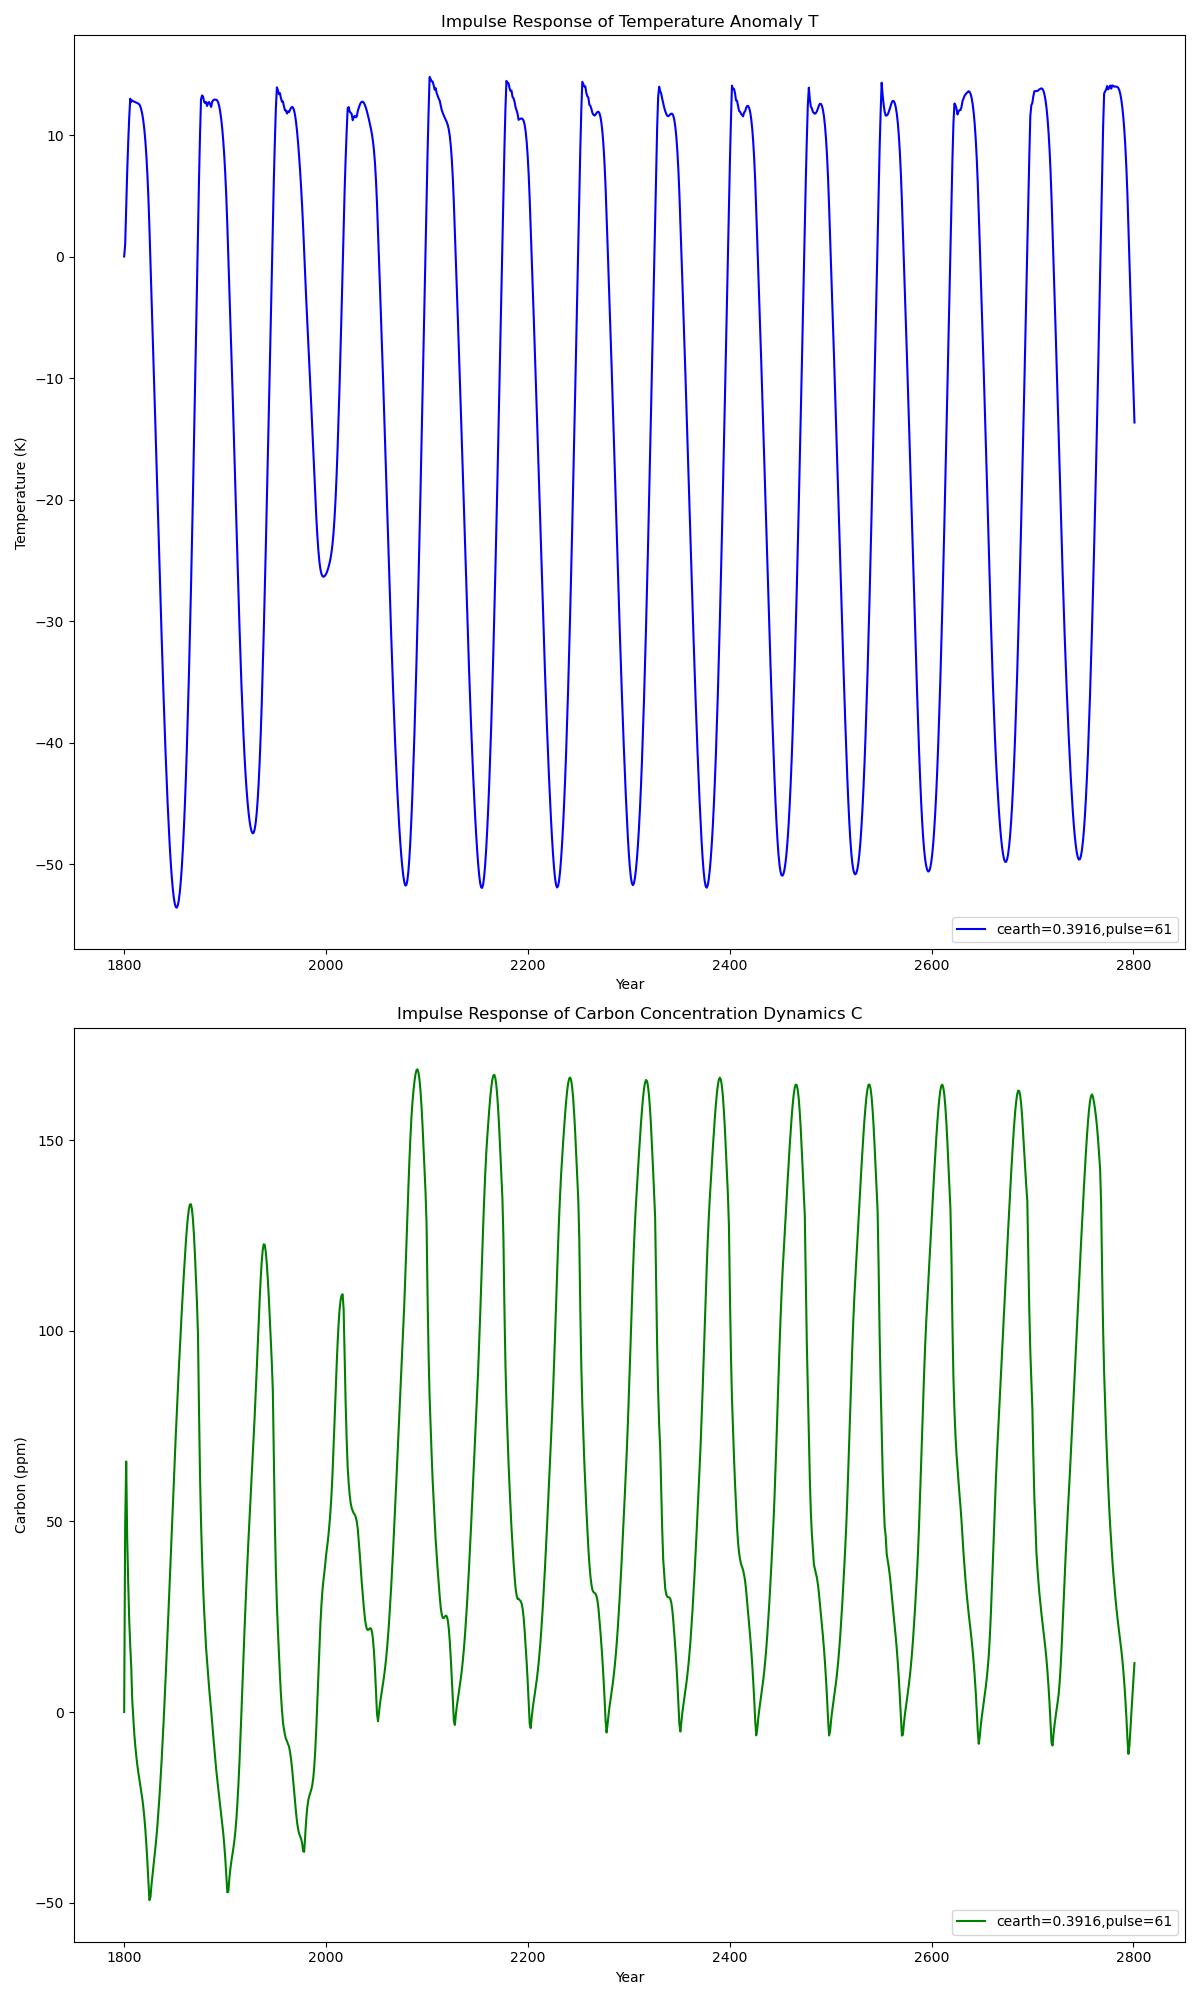 Impulse Response of Temperature Anomaly T
Temperature (K)
10
0
−10
−20
−30
−40
−50
cearth=0.3916,pulse=61
1800 2000 2200 2400 2600 2800
Year
Impulse Response of Carbon Concentration Dynamics C
Carbon (ppm)
150
100
50
0
−50
cearth=0.3916,pulse=61
1800 2000 2200 2400 2600 2800
Year